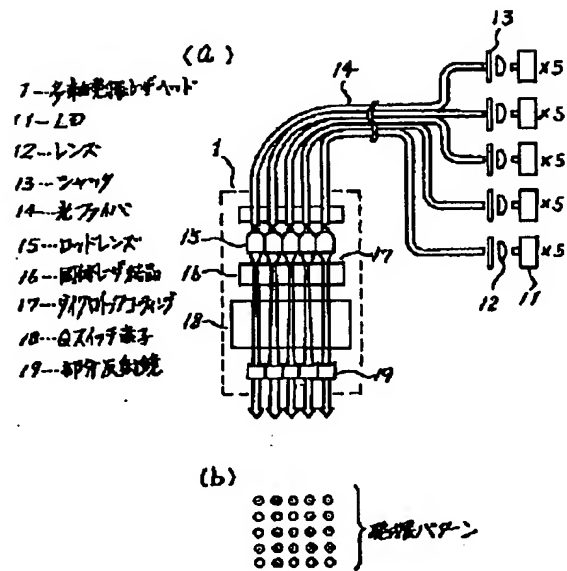 (a)
1…多軸発振レーザヘッド
11…LD
12…レンズ
13…シャッタ
14…光ファイバ
15…ロッドレンズ
16…固体レーザ結晶
17…ダイクロイックコーティング
18…Qスイッチ素子
19…部分反射鏡
13
×5
14
×5
×5
1
×5
15
17
×5
16
12
11
18
19
(b)
発振パターン